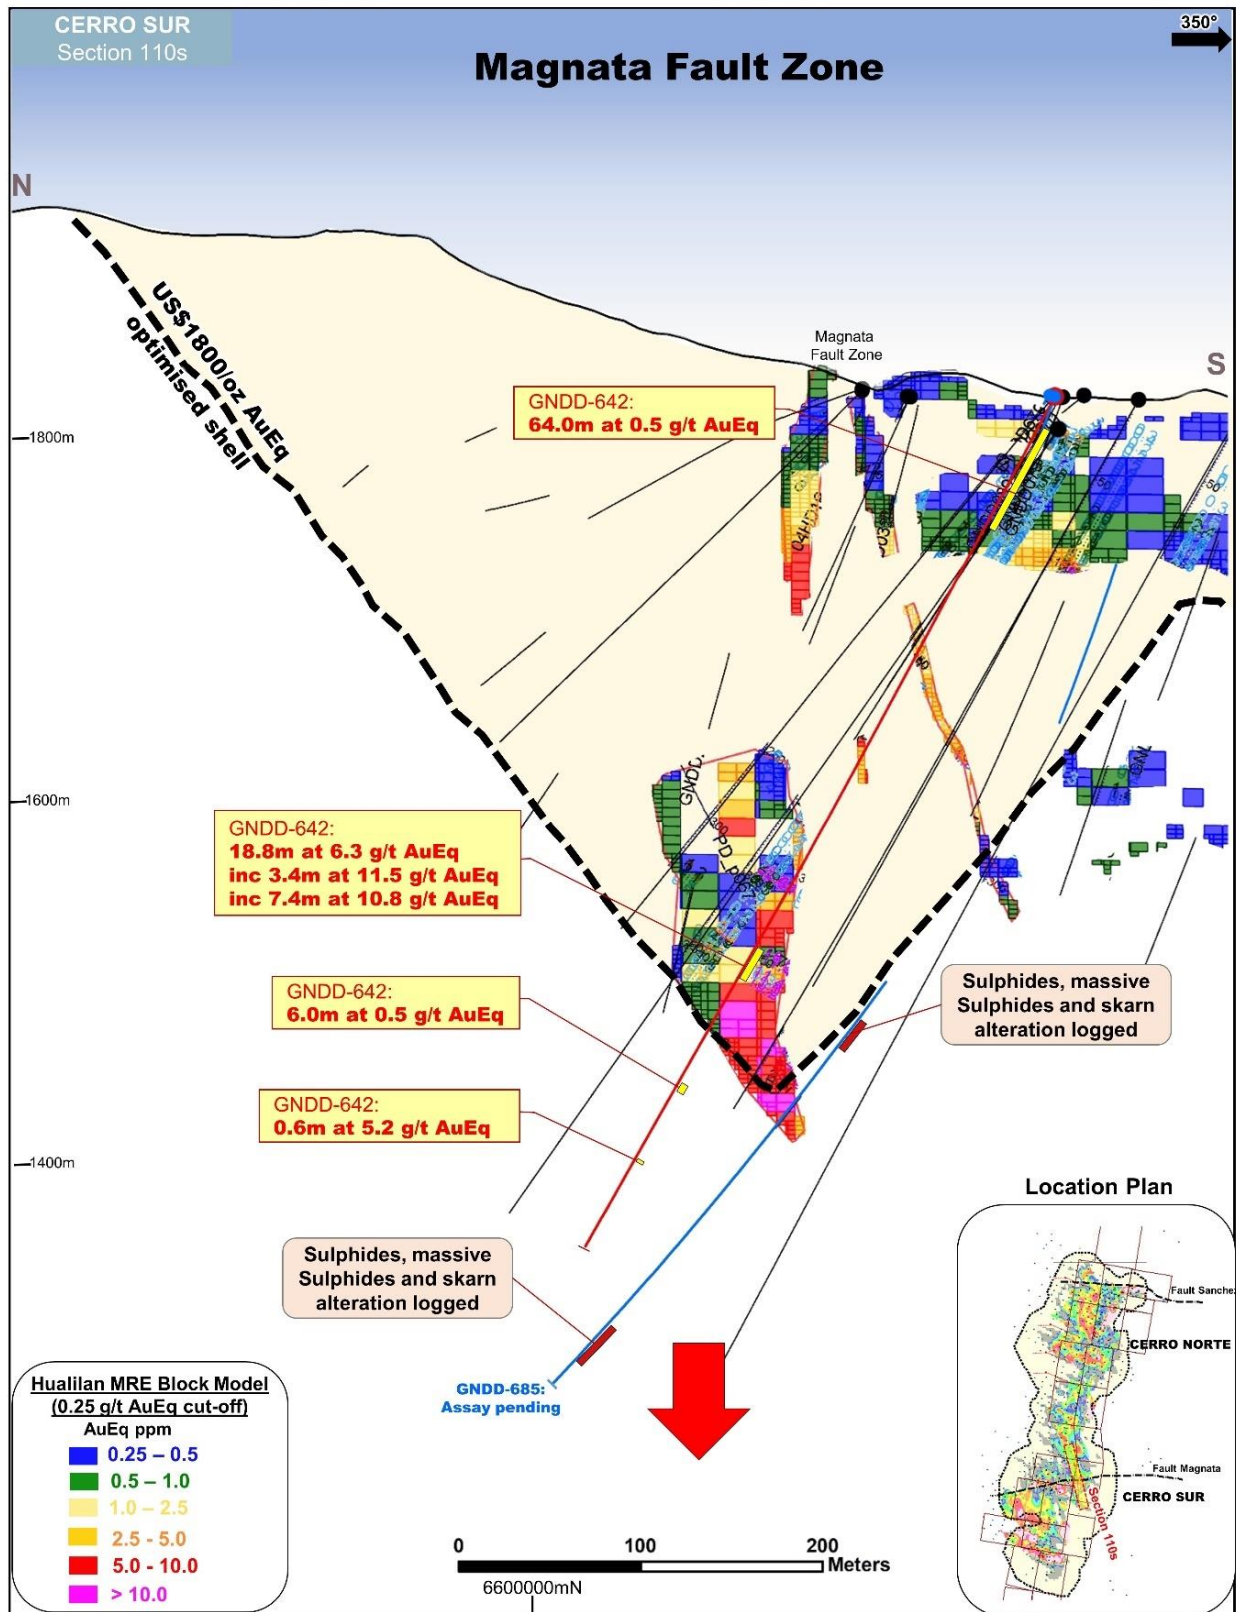 CERRO SUR
Section 110s
350°
Magnata Fault Zone
N
S
US$1800/oz AuEq
optimised shell
Magnata
Fault Zone
GNDD-642:
64.0m at 0.5 g/t AuEq
1800m
04HD18
1600m
GNDD-642:
18.8m at 6.3 g/t AuEq
inc 3.4m at 11.5 g/t AuEq
inc 7.4m at 10.8 g/t AuEq
Sulphides, massive
Sulphides and skarn
alteration logged
GNDD-642:
6.0m at 0.5 g/t AuEq
GNDD-642:
0.6m at 5.2 g/t AuEq
1400m
Sulphides, massive
Sulphides and skarn
alteration logged
GNDD-685:
Assay pending
Location Plan
Fault Sanchez
CERRO NORTE
Fault Magnata
CERRO SUR
Section 110s
Hualilan MRE Block Model
(0.25 g/t AuEq cut-off)
AuEq ppm
0.25 – 0.5
0.5 – 1.0
1.0 – 2.5
2.5 - 5.0
5.0 - 10.0
> 10.0
0 100 200
Meters
6600000mN